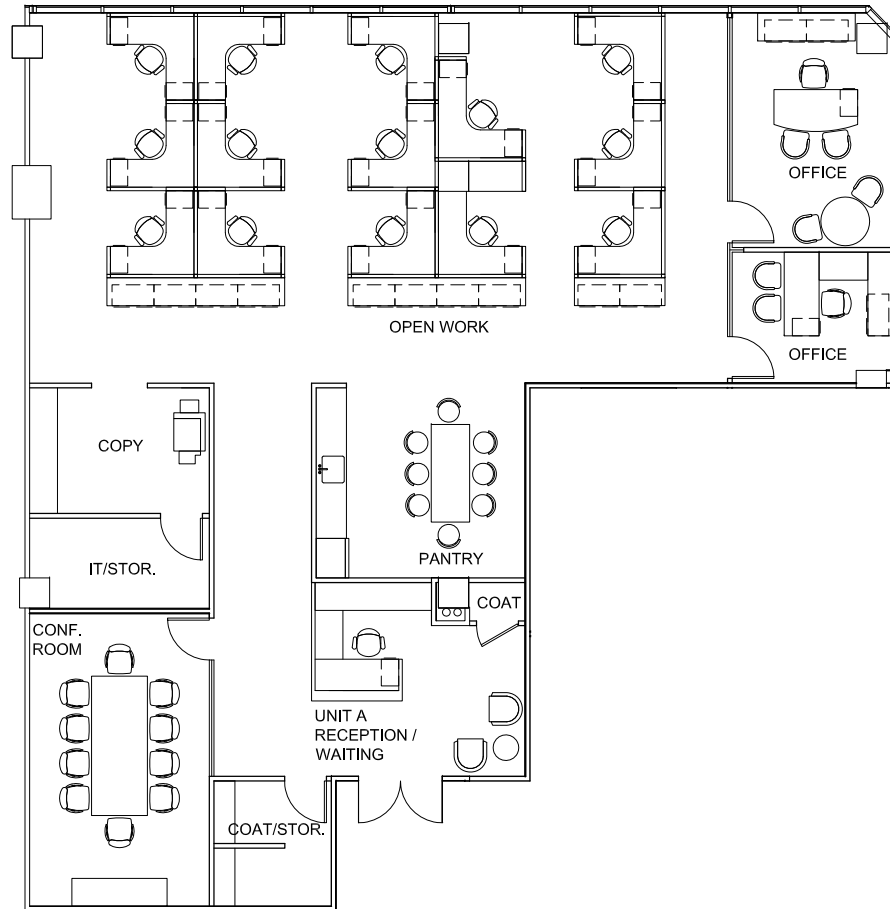 OFFICE
OPEN WORK
OFFICE
COPY
PANTRY
IT/STOR.
COAT
CONF.
ROOM
UNIT A
RECEPTION /
WAITING
COAT/STOR.